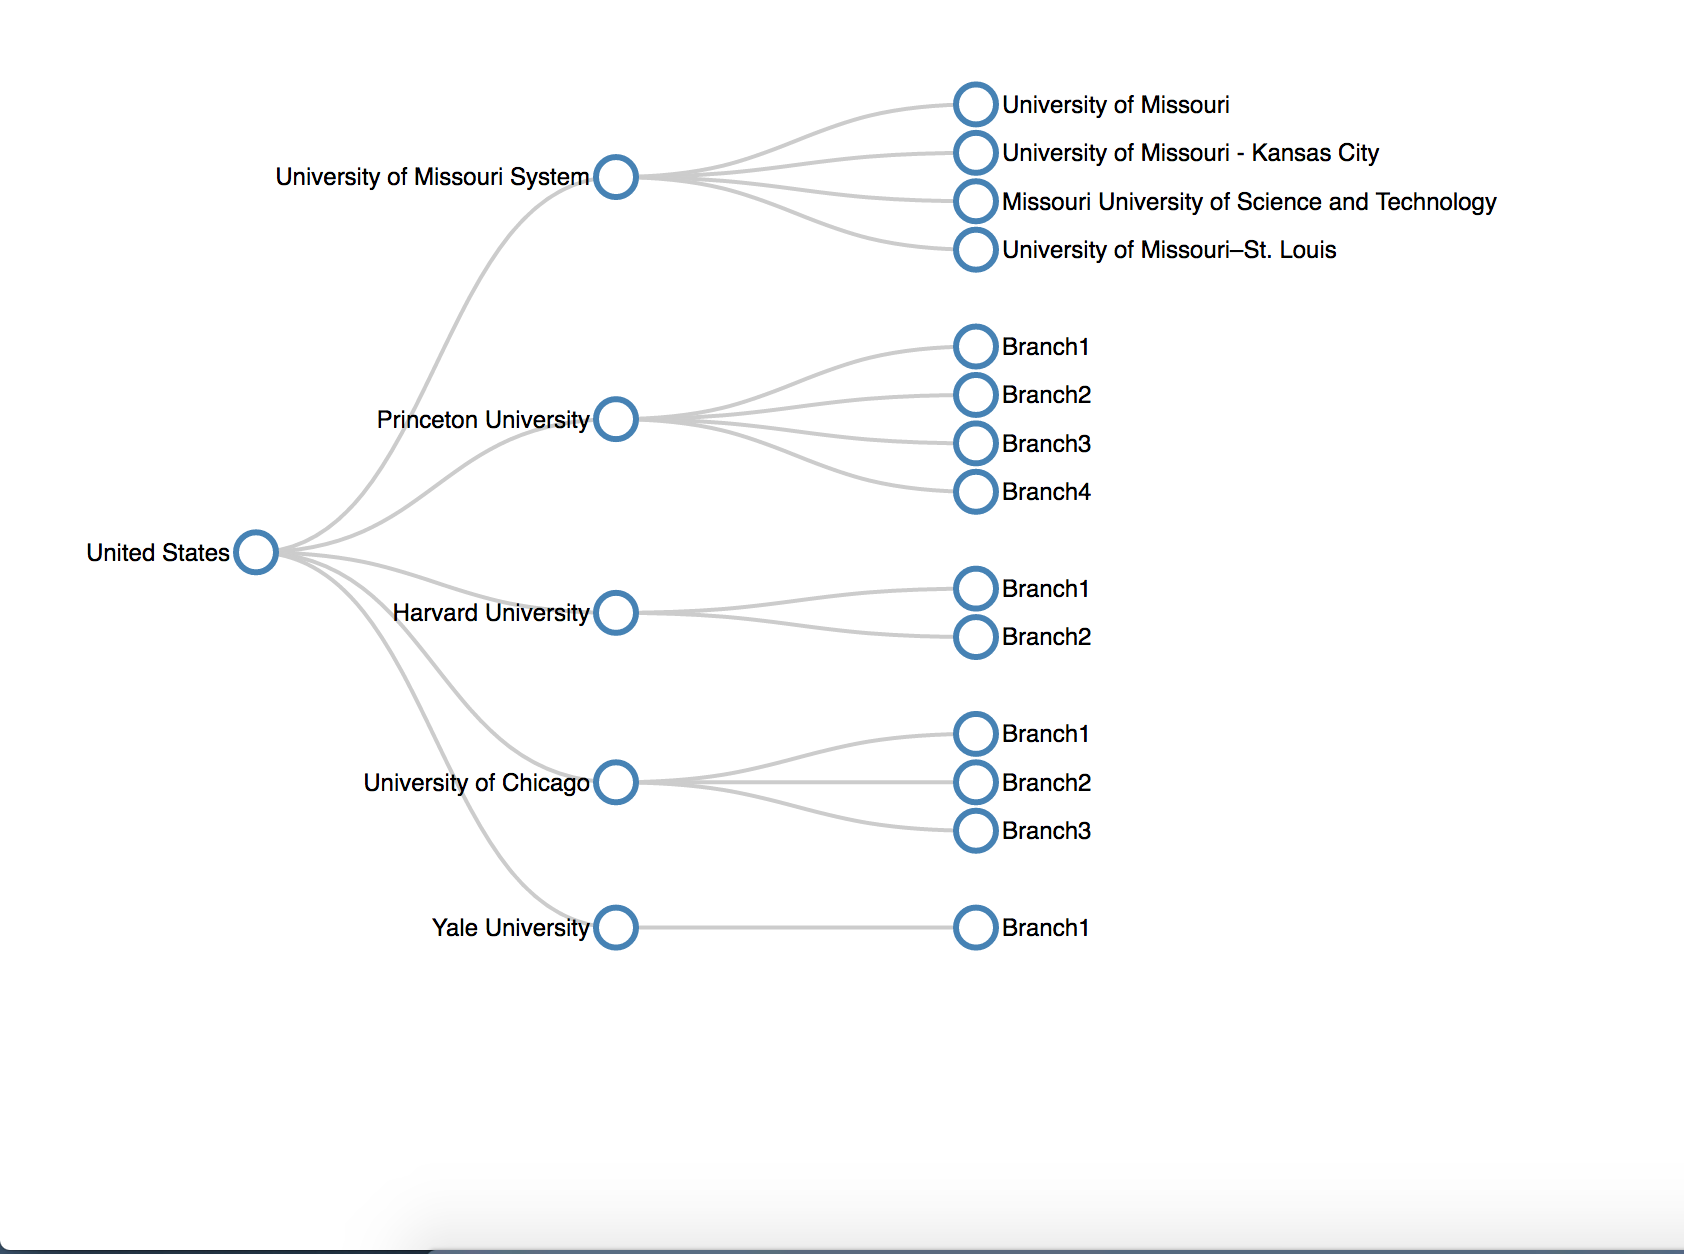 United States
University of Missouri System
University of Missouri
University of Missouri - Kansas City
Missouri University of Science and Technology
University of Missouri–St. Louis
Princeton University
Branch1
Branch2
Branch3
Branch4
Harvard University
Branch1
Branch2
University of Chicago
Branch1
Branch2
Branch3
Yale University
Branch1